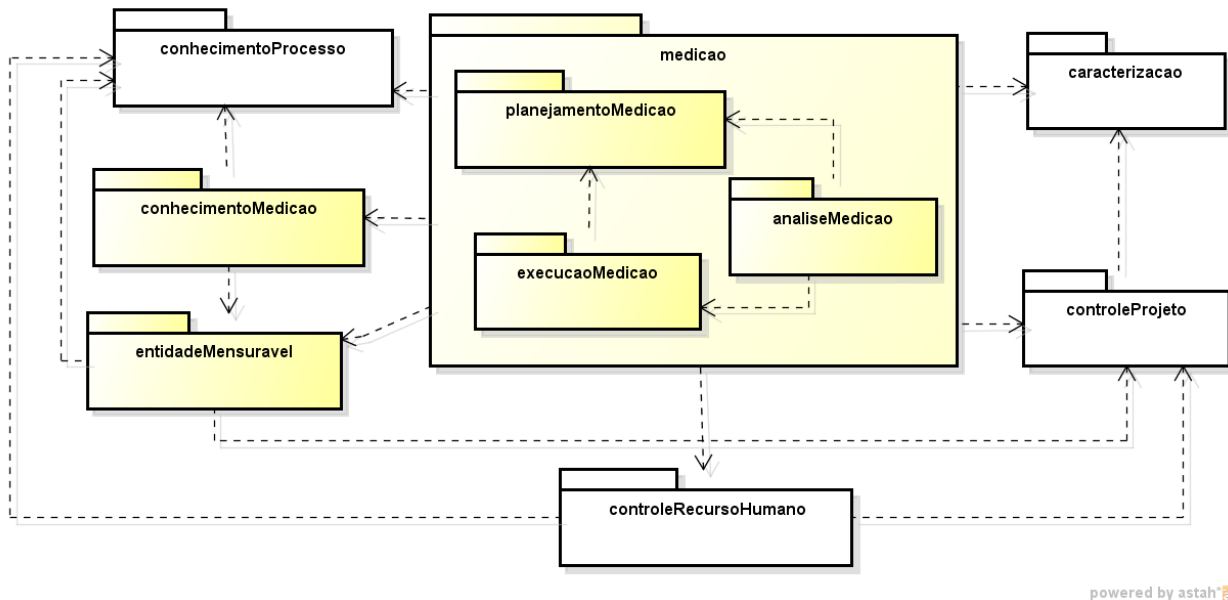 conhecimentoProcesso
medicao
caracterizacao
planejamentoMedicao
conhecimentoMedicao
analiseMedicao
execucaoMedicao
controleProjeto
entidadeMensuravel
controleRecursoHumano
powered by astah*